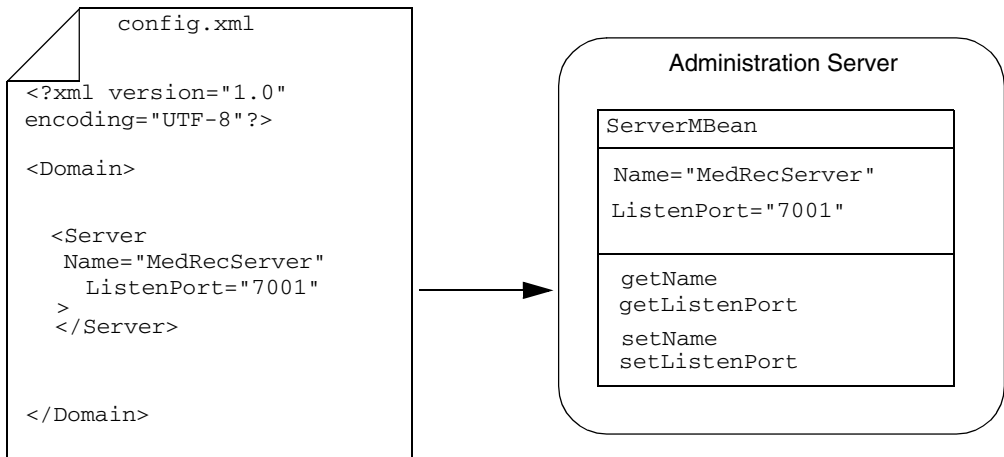 config.xml
<?xml version="1.0"
encoding="UTF-8"?>
<Domain>
<Server
Name="MedRecServer"
ListenPort="7001"
>
</Server>
</Domain>
Administration Server
ServerMBean
Name="MedRecServer"
ListenPort="7001"
getName
getListenPort
setName
setListenPort